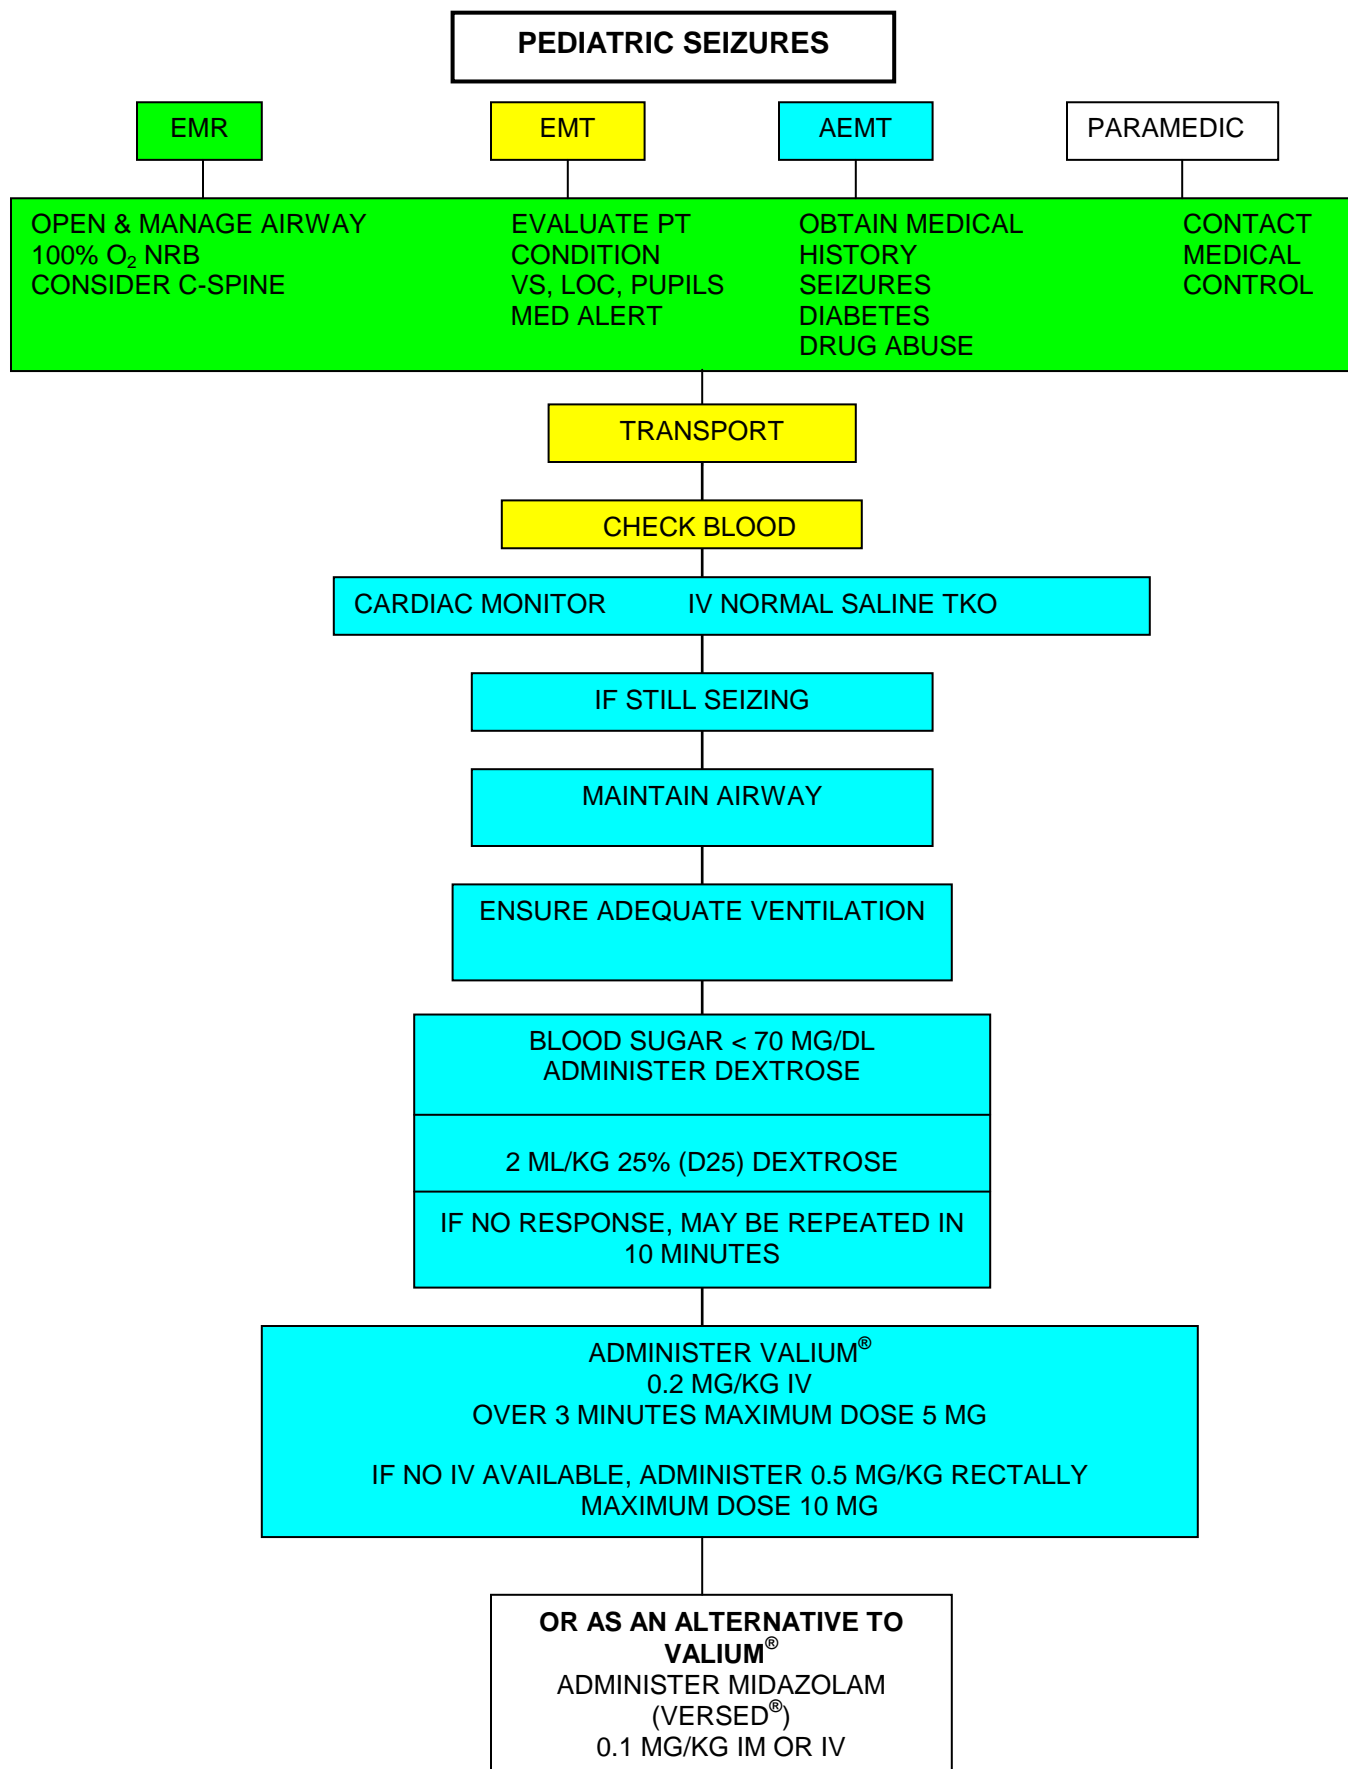 PEDIATRIC SEIZURES
EMR
EMT
AEMT
PARAMEDIC
OPEN & MANAGE AIRWAY
100% O₂ NRB
CONSIDER C-SPINE
EVALUATE PT
CONDITION
VS, LOC, PUPILS
MED ALERT
OBTAIN MEDICAL
HISTORY
SEIZURES
DIABETES
DRUG ABUSE
CONTACT
MEDICAL
CONTROL
TRANSPORT
CHECK BLOOD
CARDIAC MONITOR IV NORMAL SALINE TKO
IF STILL SEIZING
MAINTAIN AIRWAY
ENSURE ADEQUATE VENTILATION
BLOOD SUGAR < 70 MG/DL
ADMINISTER DEXTROSE
2 ML/KG 25% (D25) DEXTROSE
IF NO RESPONSE, MAY BE REPEATED IN
10 MINUTES
ADMINISTER VALIUM®
0.2 MG/KG IV
OVER 3 MINUTES MAXIMUM DOSE 5 MG
IF NO IV AVAILABLE, ADMINISTER 0.5 MG/KG RECTALLY
MAXIMUM DOSE 10 MG
OR AS AN ALTERNATIVE TO
VALIUM®
ADMINISTER MIDAZOLAM
(VERSED®)
0.1 MG/KG IM OR IV